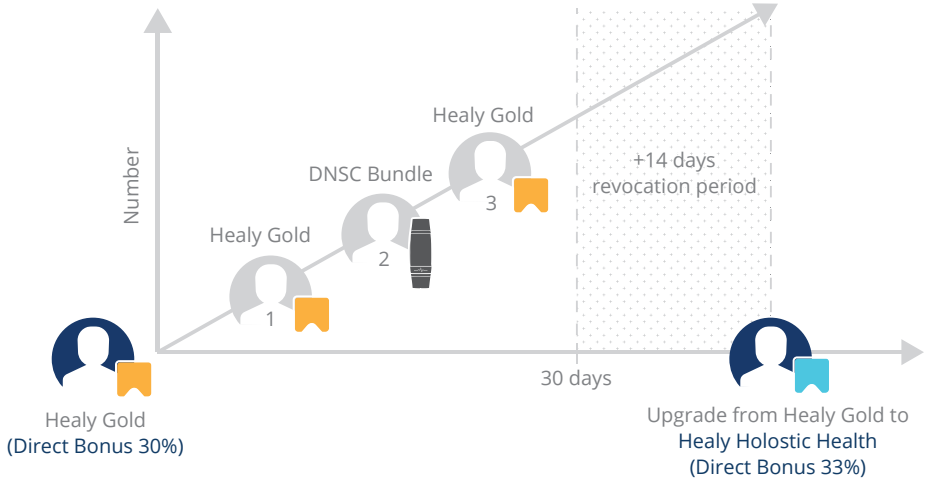 Number
Healy Gold
1
DNSC Bundle
2
Healy Gold
3
+14 days
revocation period
30 days
Healy Gold
(Direct Bonus 30%)
Upgrade from Healy Gold to
Healy Holostic Health
(Direct Bonus 33%)